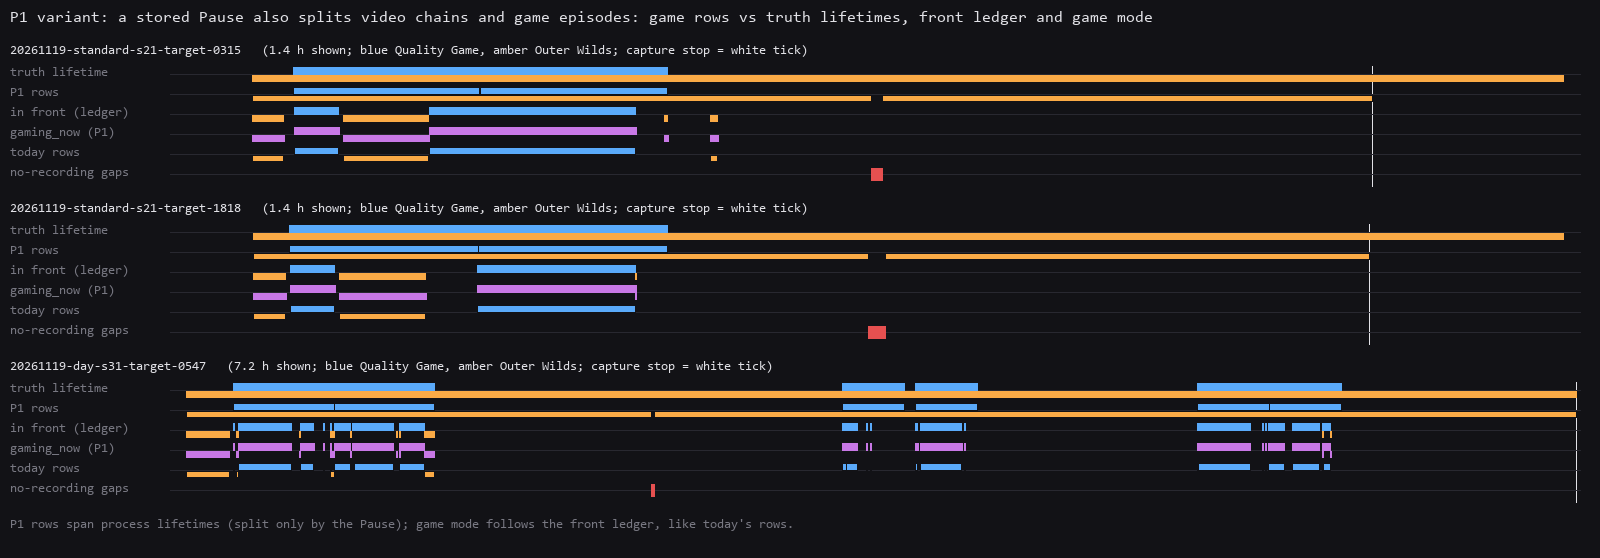 P1 variant: a stored Pause also splits video chains and game episodes: game rows vs truth lifetimes, front ledger and game mode
20261119-standard-s21-target-0315 (1.4 h shown; blue Quality Game, amber Outer Wilds; capture stop = white tick)
truth lifetime
P1 rows
in front (ledger)
gaming_now (P1)
today rows
no-recording gaps
20261119-standard-s21-target-1818 (1.4 h shown; blue Quality Game, amber Outer Wilds; capture stop = white tick)
truth lifetime
P1 rows
in front (ledger)
gaming_now (P1)
today rows
no-recording gaps
20261119-day-s31-target-0547 (7.2 h shown; blue Quality Game, amber Outer Wilds; capture stop = white tick)
truth lifetime
P1 rows
in front (ledger)
gaming_now (P1)
today rows
no-recording gaps
P1 rows span process lifetimes (split only by the Pause); game mode follows the front ledger, like today's rows.